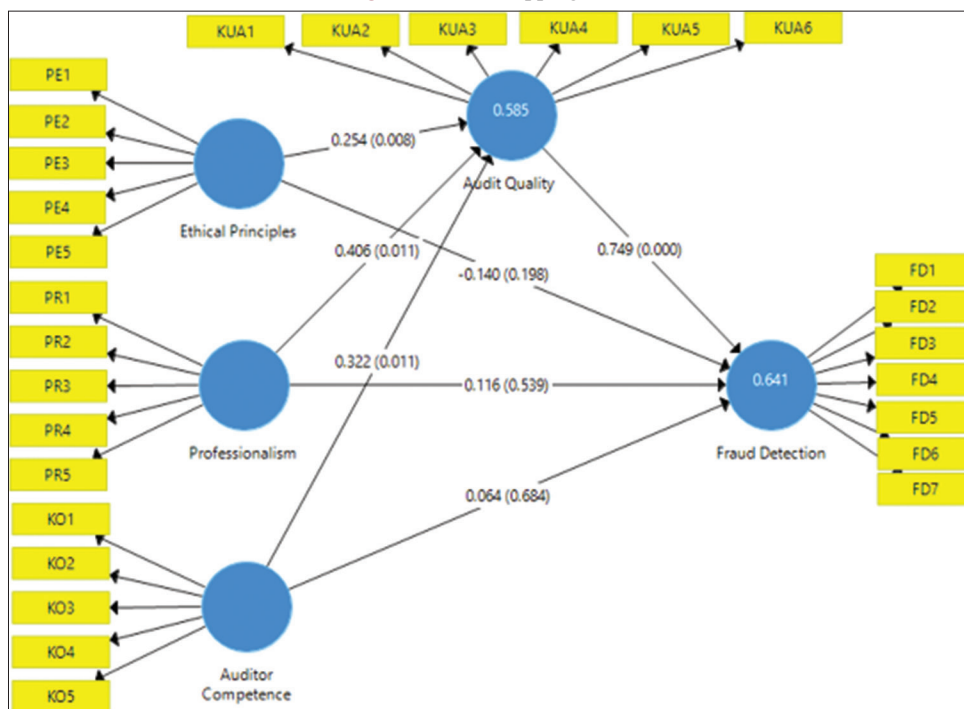 KUA1
KUA2
KUA3
KUA4
KUA5
KUA6
PE1
PE2
PE3
PE4
PE5
0.585
0.254 (0.008)
Audit Quality
Ethical Principles
0.406 (0.011)
0.749 (0.000)
-0.140 (0.198)
PR1
PR2
PR3
PR4
PR5
FD1
FD2
FD3
FD4
FD5
FD6
FD7
0.322 (0.011)
0.116 (0.539)
0.641
Professionalism
Fraud Detection
0.064 (0.684)
KO1
KO2
KO3
KO4
KO5
Auditor
Competence